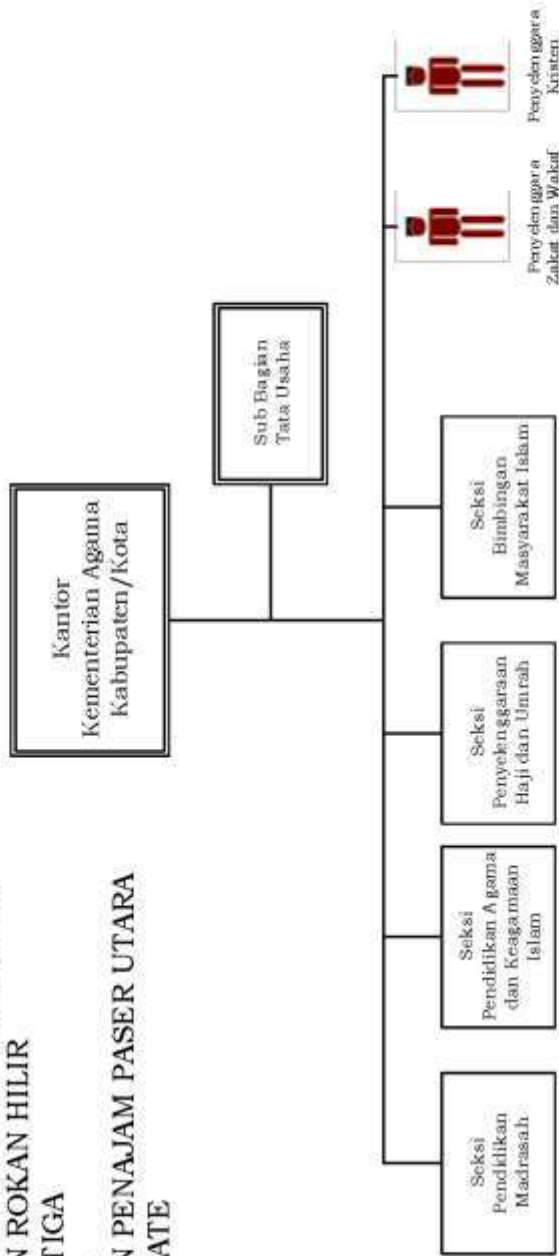 N ROKAN HILIR
TIGA
N PENAJAM PASER UTARA
ATE
Kantor
Kementerian Agama
Kabupaten/Kota
Sub Bagian
Tata Usaha
Seksi
Pendidikan
Madrasah
Seksi
Pendidikan Agama
dan Keagamaan
Islam
Seksi
Penyelenggaraan
Haji dan Umrah
Seksi
Bimbingan
Masyarakat Islam
Penyelenggara
Zakat dan Wakaf
Penyelenggara
Kristen